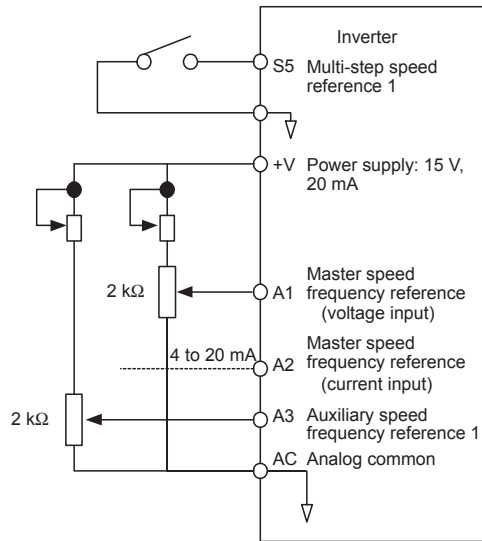 Inverter
S5 Multi-step speed
reference 1
+V Power supply: 15 V,
20 mA
2 kΩ
A1 Master speed
frequency reference
(voltage input)
4 to 20 mA
A2 Master speed
frequency reference
(current input)
2 kΩ
A3 Auxiliary speed
frequency reference 1
AC Analog common